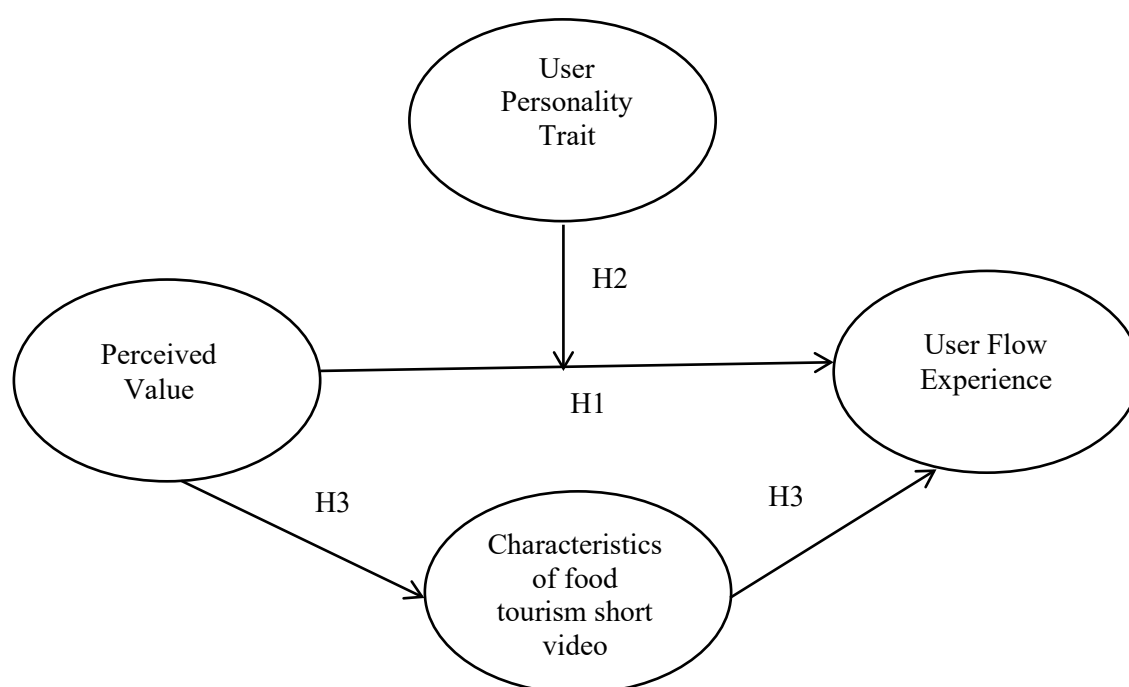 User
Personality
Trait
H2
Perceived
Value
User Flow
Experience
H1
H3
H3
Characteristics
of food
tourism short
video